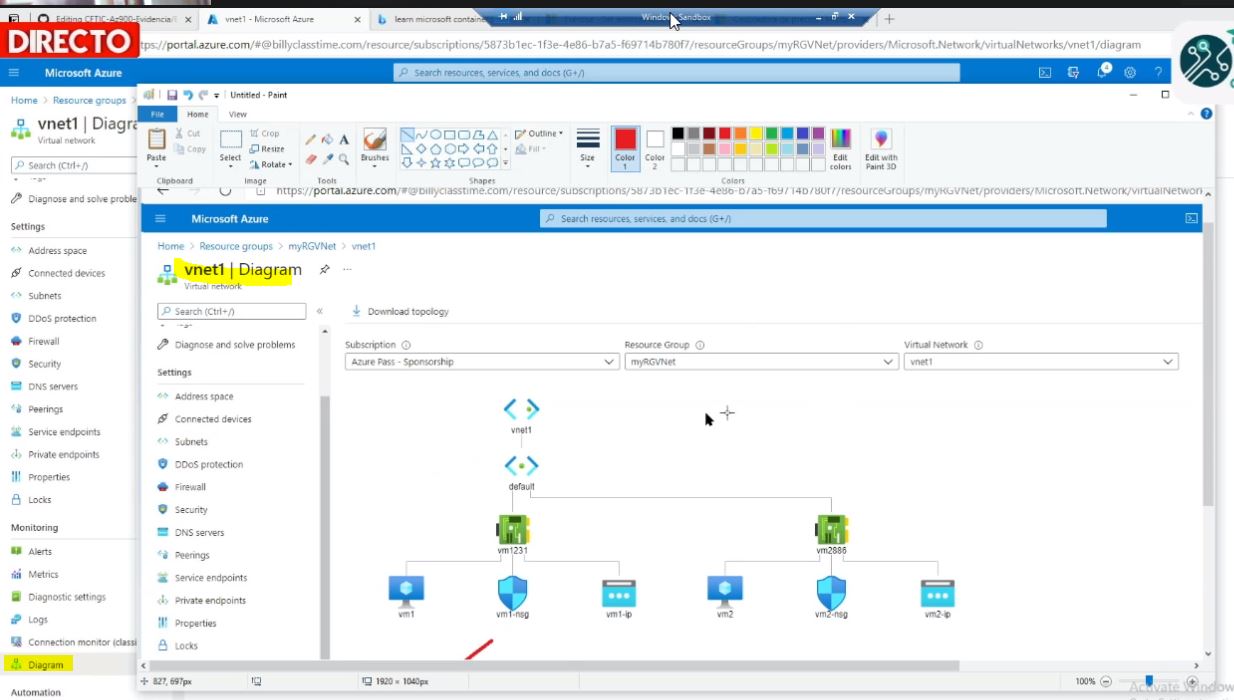 Editing CFTIC-Az900-Evidencia/
vnet1 - Microsoft Azure
learn microsoft container
Windows Sandbox
DIRECTO
https://portal.azure.com/#@billyclasstime.com/resource/subscriptions/5873b1ec-1f3e-4e86-b7a5-f69714b780f7/resourceGroups/myRGVNet/providers/Microsoft.Network/virtualNetworks/vnet1/diagram
Microsoft Azure
Search resources, services, and docs (G+/)
4
Home > Resource groups >
vnet1 | Diagra
Virtual network
Search (Ctrl+/)
Diagnose and solve proble
Settings
Address space
Connected devices
Subnets
DDoS protection
Firewall
Security
DNS servers
Peerings
Service endpoints
Private endpoints
Properties
Locks
Monitoring
Alerts
Metrics
Diagnostic settings
Logs
Connection monitor (classi
Diagram
Automation
Untitled - Paint
File
Home
View
Paste
Cut
Copy
Clipboard
Select
Crop
Resize
Rotate
Image
A
Tools
Brushes
Shapes
Outline
Fill
Size
Color 1
Color 2
Colors
Edit colors
Edit with Paint 3D
https://portal.azure.com/#@billyclasstime.com/resource/subscriptions/5873b1ec-1f3e-4e86-b7a5-f69714b780f7/resourceGroups/myRGVNet/providers/Microsoft.Network/virtualNetwor
Microsoft Azure
Search resources, services, and docs (G+/)
Home > Resource groups > myRGVNet > vnet1
vnet1 | Diagram
Virtual network
Search (Ctrl+/)
Diagnose and solve problems
Settings
Address space
Connected devices
Subnets
DDoS protection
Firewall
Security
DNS servers
Peerings
Service endpoints
Private endpoints
Properties
Locks
Download topology
Subscription
Azure Pass - Sponsorship
Resource Group
myRGVNet
Virtual Network
vnet1
vnet1
default
vm1231
vm2886
vm1
vm1-nsg
vm1-ip
vm2
vm2-nsg
vm2-ip
827, 697px
1920 × 1040px
100%
Activate Window